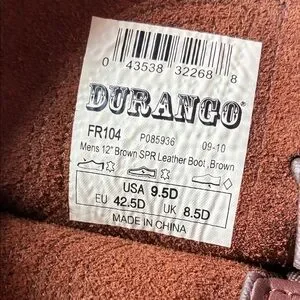 0 43538 32268 8
DURANGO®
FR104 P085936 09-10
Mens 12" Brown SPR Leather Boot ,Brown
USA 9.5D
EU 42.5D UK 8.5D
MADE IN CHINA